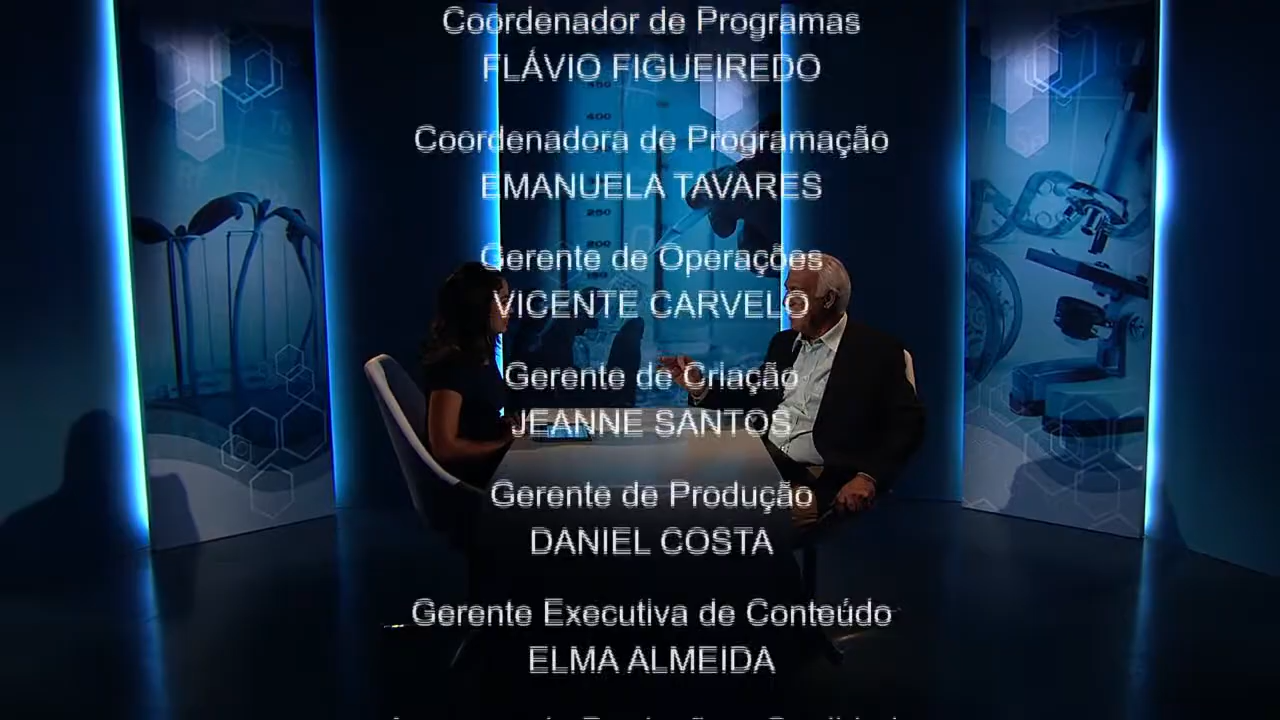 Coordenador de Programas
FLÁVIO FIGUEIREDO
Coordenadora de Programação
EMANUELA TAVARES
Gerente de Operações
VICENTE CARVELO
Gerente de Criação
JEANNE SANTOS
Gerente de Produção
DANIEL COSTA
Gerente Executiva de Conteúdo
ELMA ALMEIDA